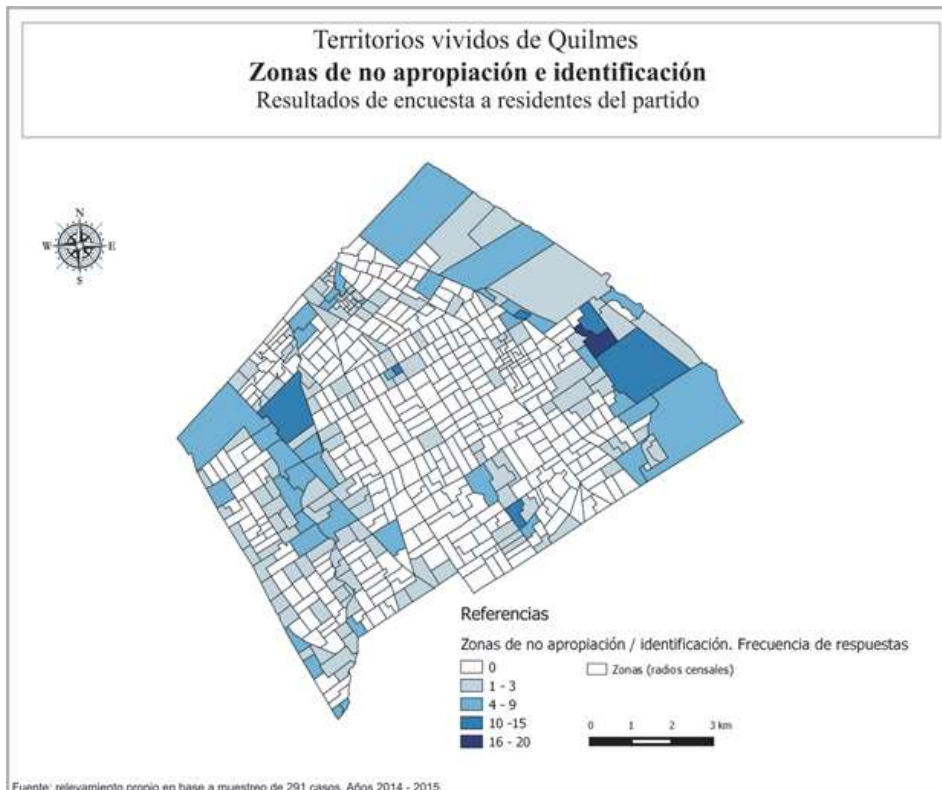 Territorios vividos de Quilmes
Zonas de no apropiación e identificación
Resultados de encuesta a residentes del partido
N
W E
S
Referencias
Zonas de no apropiación / identificación. Frecuencia de respuestas
0
Zonas (radios censales)
1 - 3
4 - 9
10 -15
16 - 20
0 1 2 3 km
Fuente: relevamiento propio en base a muestreo de 291 casos. Años 2014 - 2015.